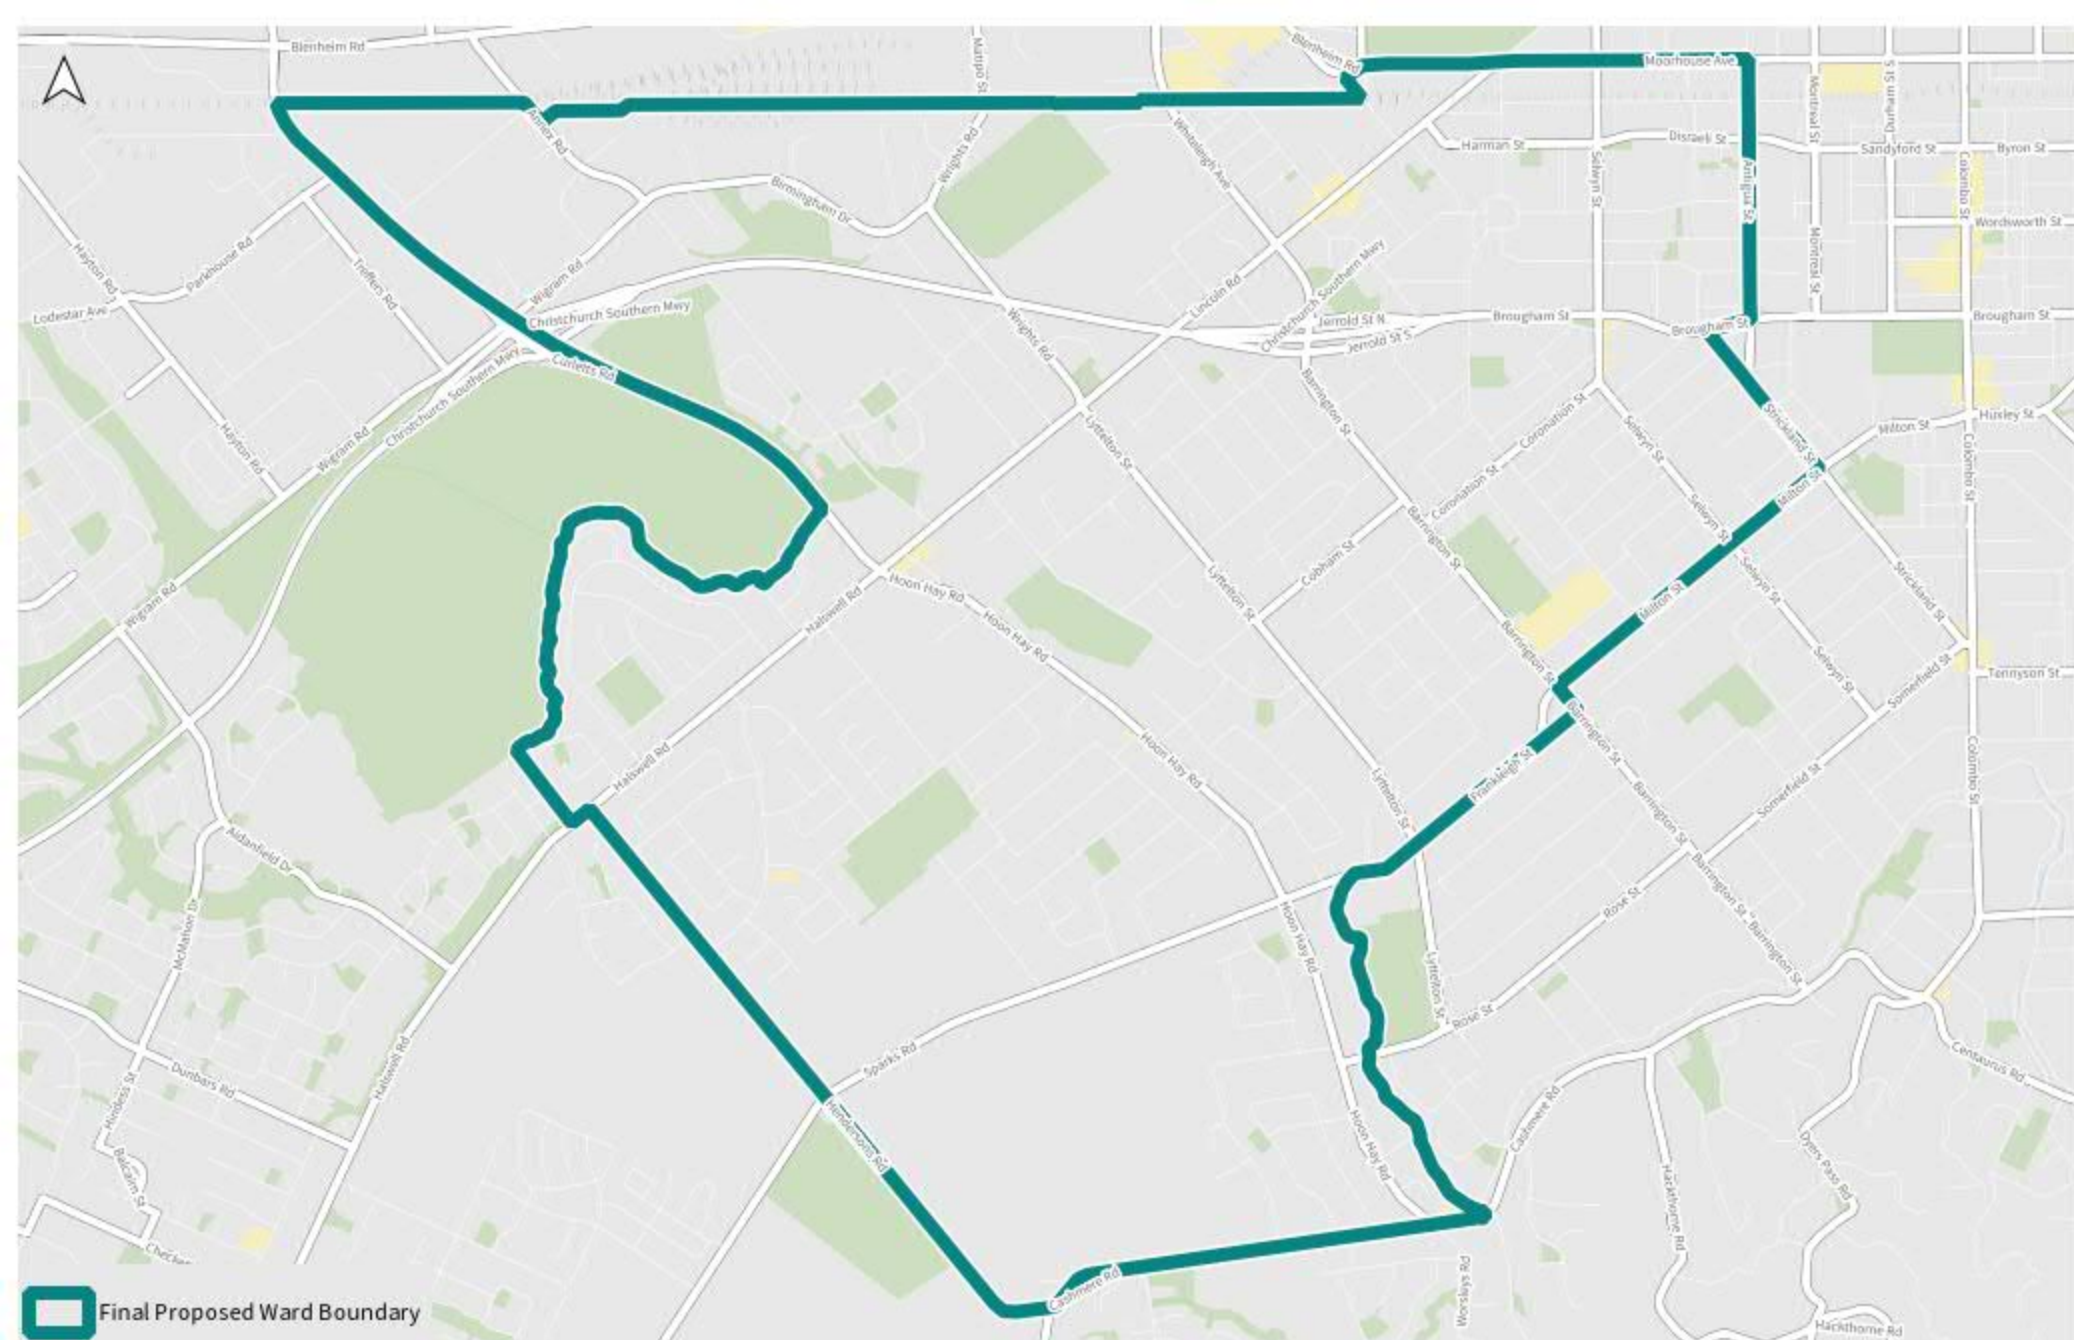 Blenheim Rd
Matipo St
Blenheim Rd
Moorhouse Ave
Annex Rd
Wrights Rd
Whiteleigh Ave
Harman St
Disraeli St
Selwyn St
Antigua St
Montreal St
Durham St S
Sandyford St
Colombo St
Byron St
Birmingham Dr
Wordsworth St
Montreal St
Hayton Rd
Parkhouse Rd
Treffers Rd
Wigram Rd
Lodestar Ave
Christchurch Southern Mwy
Lincoln Rd
Christchurch Southern Mwy
Jerrold St N
Jerrold St S
Brougham St
Brougham St
Brougham St
Wrights Rd
Christchurch Southern Mwy
Curletts Rd
Hayton Rd
Wigram Rd
Lyttelton St
Barrington St
Coronation St
Coronation St
Selwyn St
Strickland St
Milton St
Milton St
Huxley St
Colombo St
Barrington St
Selwyn St
Selwyn St
Cobham St
Lyttelton St
Hoon Hay Rd
Hoon Hay Rd
Halswell Rd
Wigram Rd
Milton St
Barrington St
Strickland St
Selwyn St
Somerfield St
Tennyson St
Halswell Rd
Hoon Hay Rd
Lyttelton St
Frankleigh St
Barrington St
Barrington St
Somerfield St
Colombo St
Aidanfield Dr
McMahon Dr
Hoon Hay Rd
Lyttelton St
Rose St
Rose St
Barrington St
Barrington St
Halswell Rd
Dunbars Rd
Sparks Rd
Hendersons Rd
Hoon Hay Rd
Cashmere Rd
Centaurus Rd
Dyers Pass Rd
Hackthorne Rd
Balcairn St
Cashmere Rd
Worsleys Rd
Hackthorne Rd
Final Proposed Ward Boundary